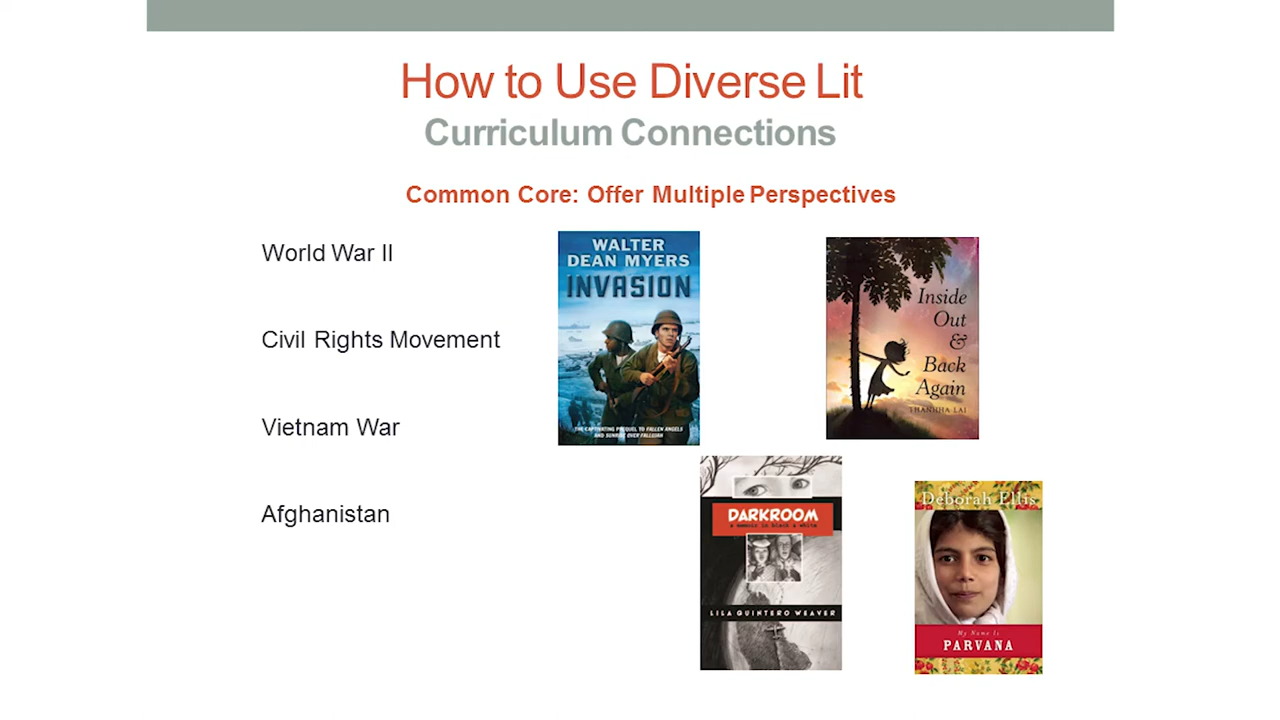 How to Use Diverse Lit
Curriculum Connections
Common Core: Offer Multiple Perspectives
World War II
Civil Rights Movement
Vietnam War
Afghanistan
WALTER
DEAN MYERS
INVASION
THE CAPTIVATING PREQUEL TO FALLEN ANGELS
AND SUNRISE OVER FALLUJAH
Inside
Out
&
Back
Again
THANHHA LAI
DARKROOM
a memoir in black & white
LILA QUINTERO WEAVER
Deborah Ellis
My Name Is
PARVANA